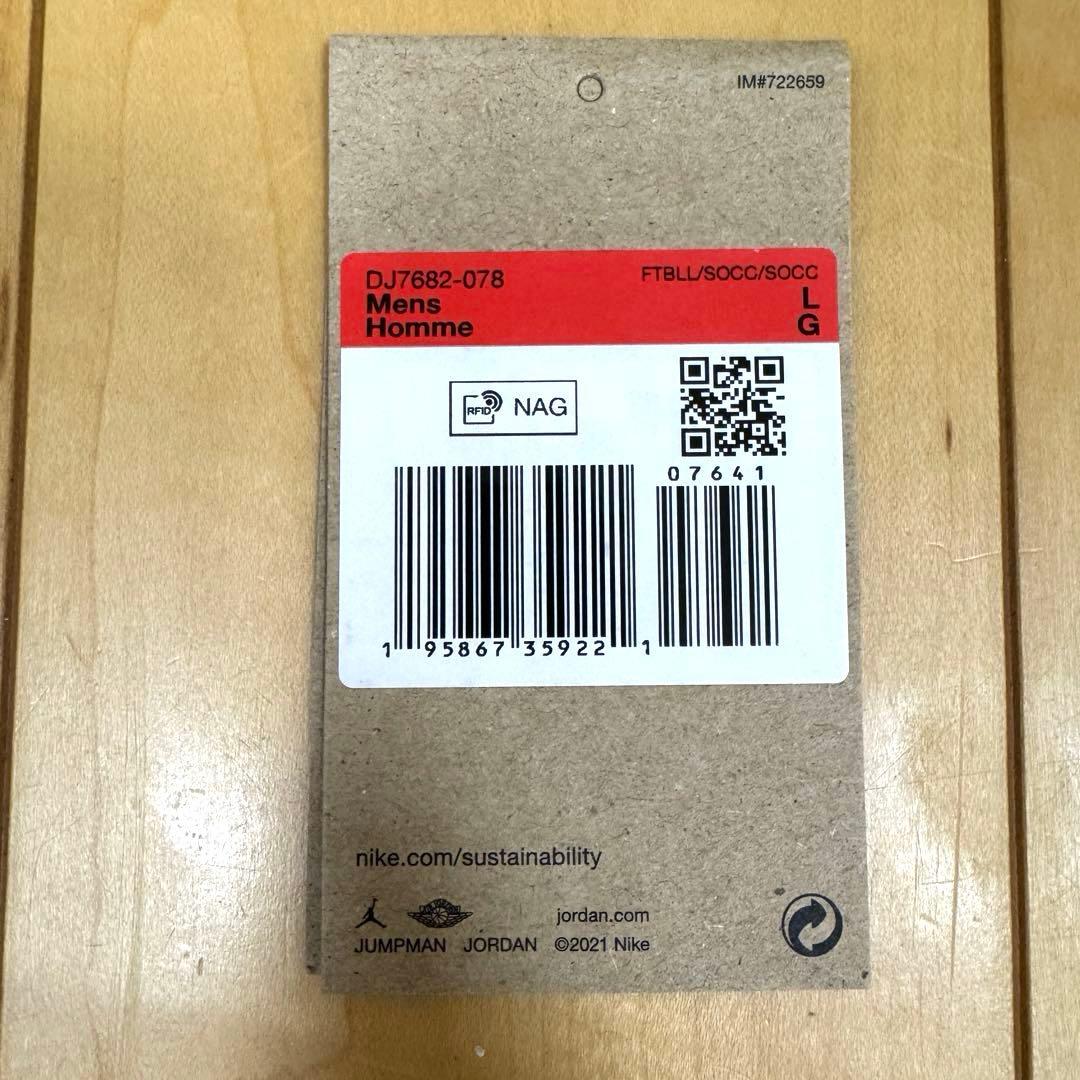 IM#722659
DJ7682-078
FTBLL/SOCC/SOCC
Mens
L
Homme
G
RFID NAG
07641
1 95867 35922 1
nike.com/sustainability
jordan.com
JUMPMAN JORDAN ©2021 Nike